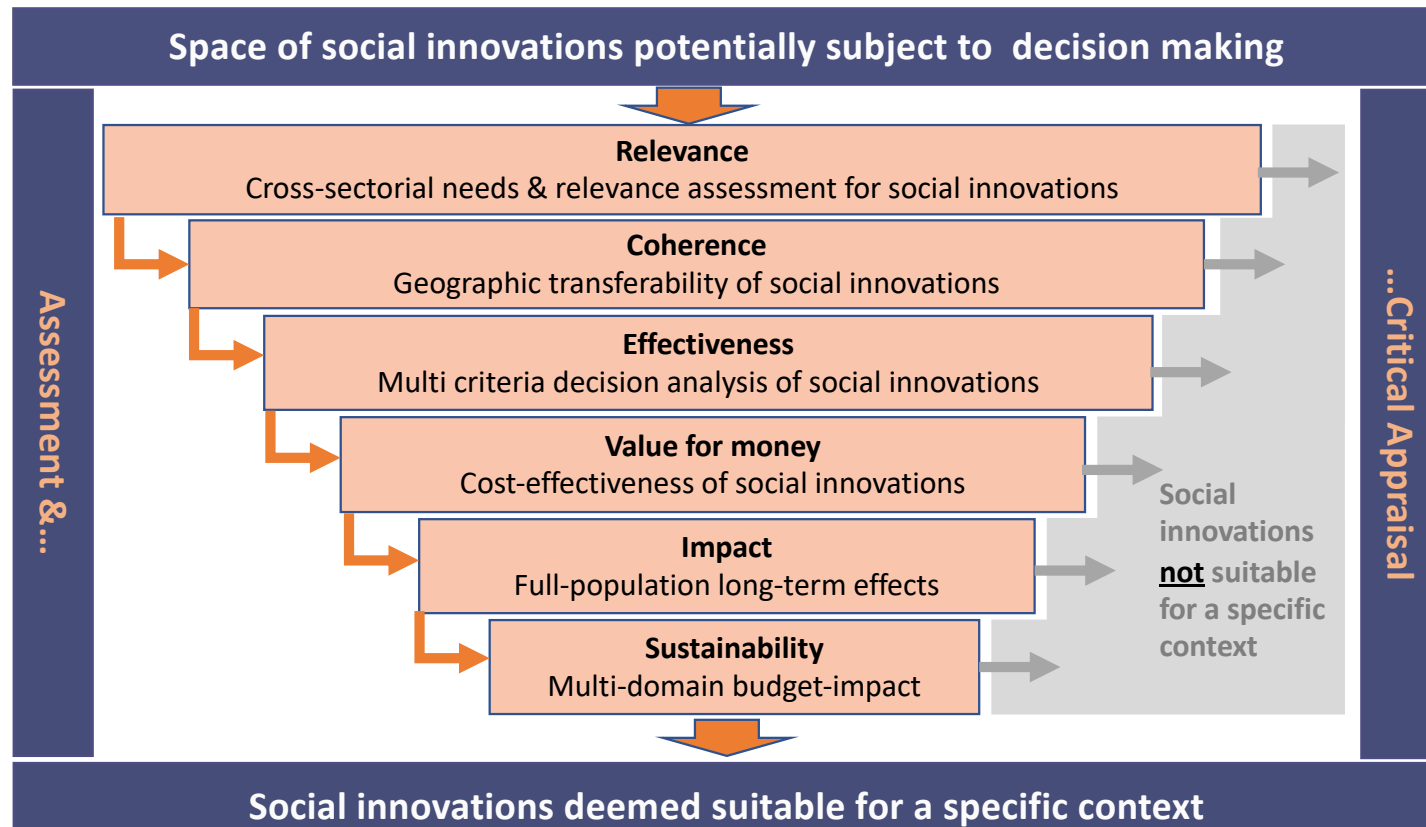 Space of social innovations potentially subject to decision making
Assessment &...
Relevance
Cross-sectorial needs & relevance assessment for social innovations
Coherence
Geographic transferability of social innovations
Effectiveness
Multi criteria decision analysis of social innovations
Value for money
Cost-effectiveness of social innovations
Impact
Full-population long-term effects
Sustainability
Multi-domain budget-impact
Social
innovations
not suitable
for a specific
context
...Critical Appraisal
Social innovations deemed suitable for a specific context